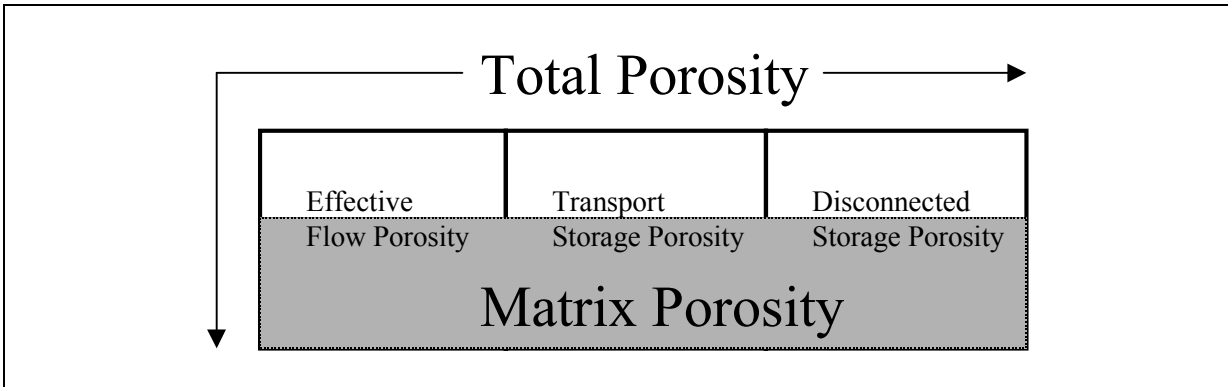 Total Porosity
Effective
Flow Porosity
Transport
Storage Porosity
Disconnected
Storage Porosity
Matrix Porosity